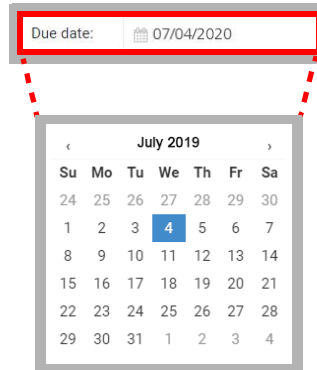 Due date: 07/04/2020
‹ July 2019 ›
Su Mo Tu We Th Fr Sa
24 25 26 27 28 29 30
1 2 3 4 5 6 7
8 9 10 11 12 13 14
15 16 17 18 19 20 21
22 23 24 25 26 27 28
29 30 31 1 2 3 4